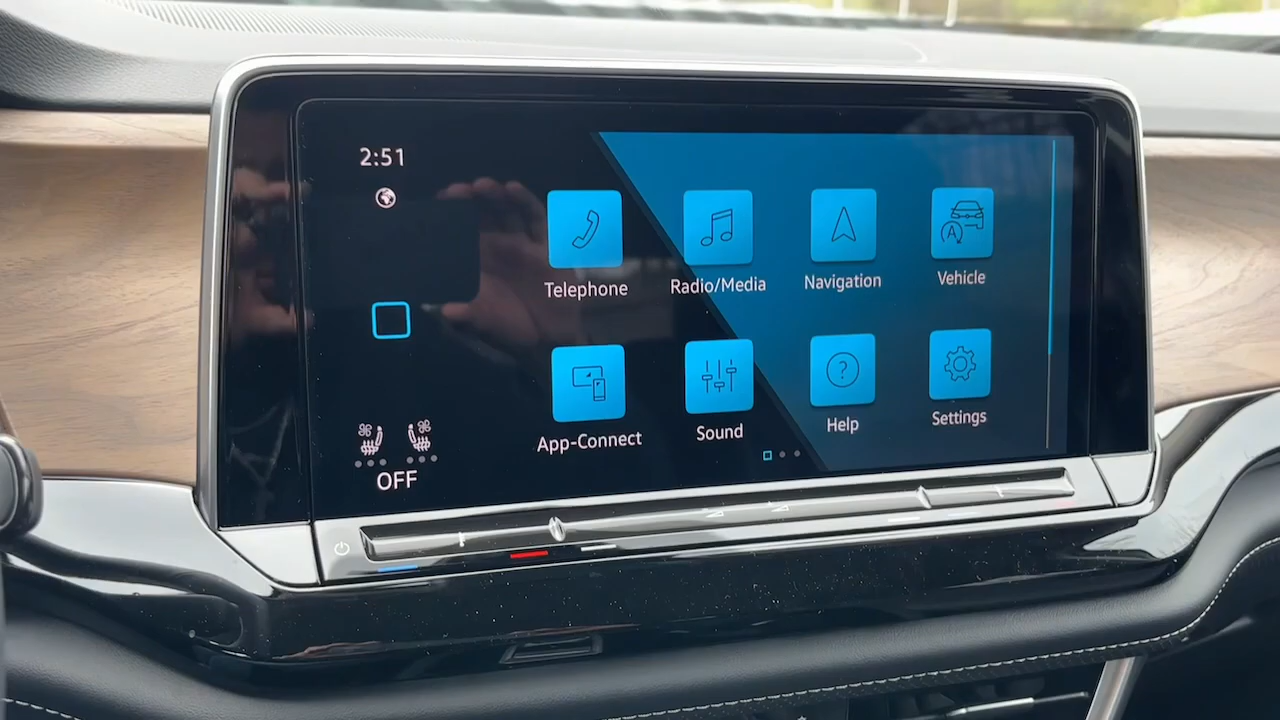 2:51
Telephone
Radio/Media
Navigation
Vehicle
A
App-Connect
Sound
?
Help
Settings
OFF